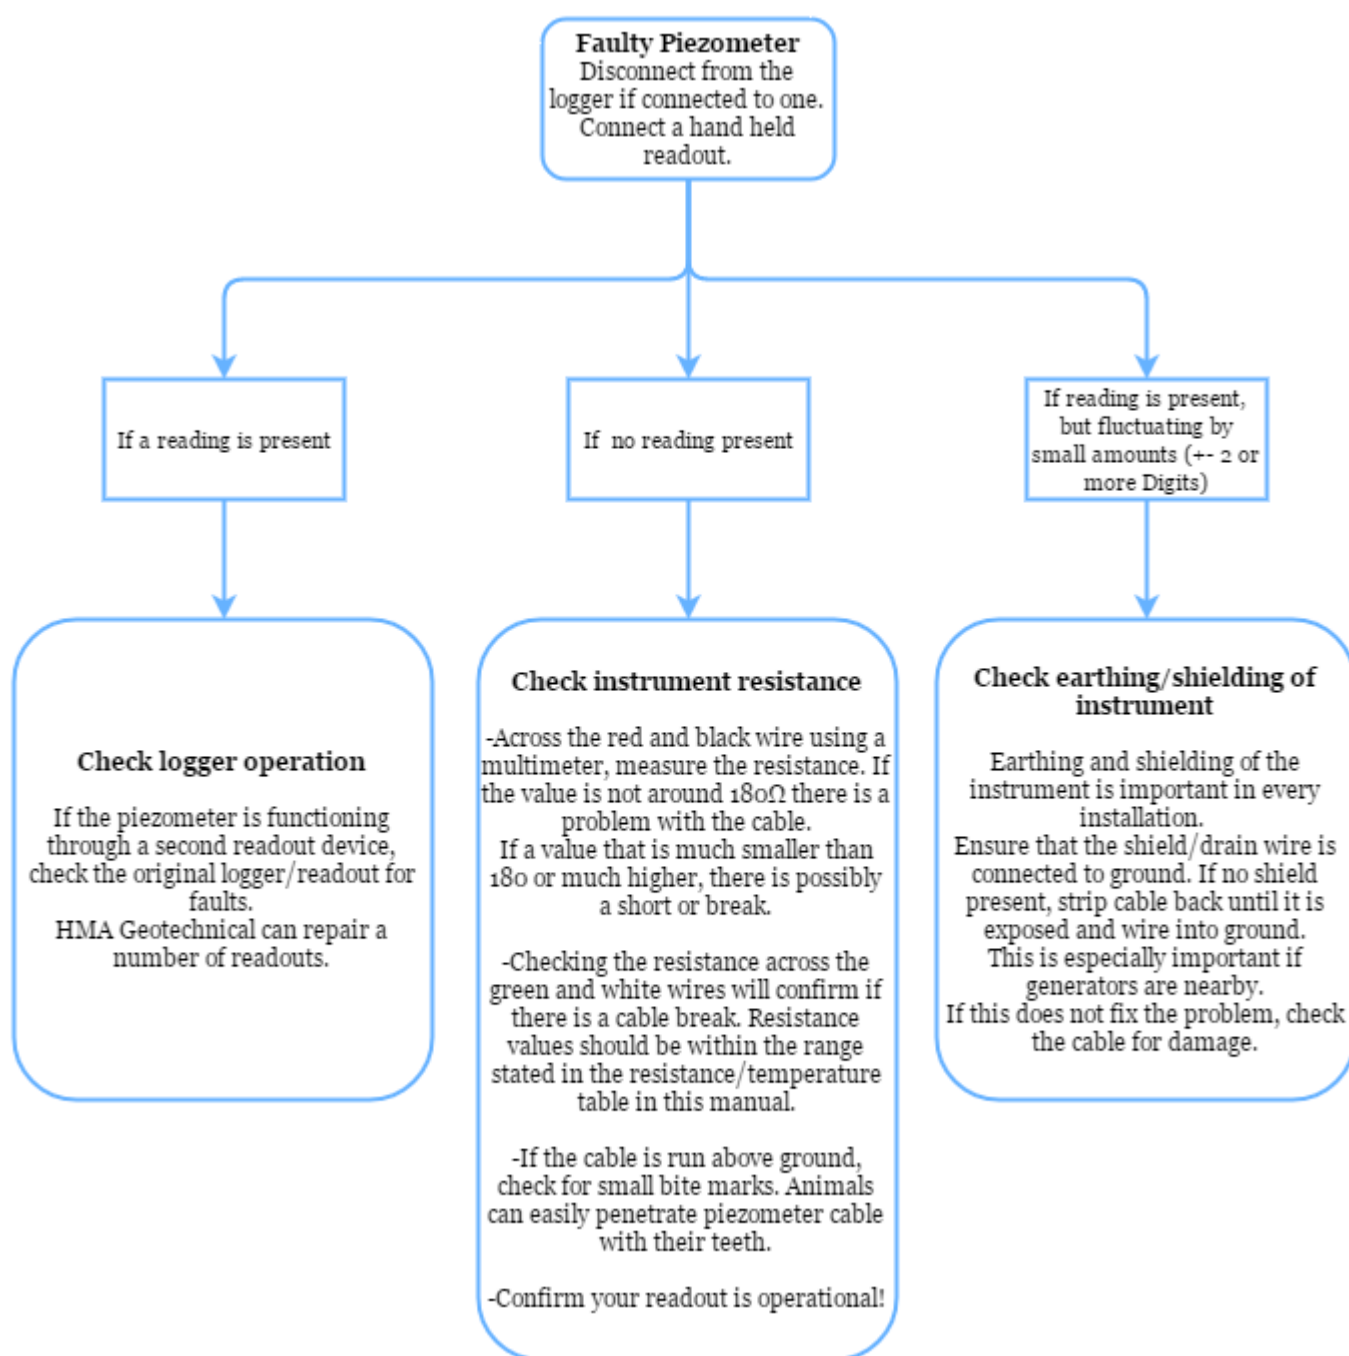 Faulty Piezometer
Disconnect from the
logger if connected to one.
Connect a hand held
readout.
If a reading is present
If  no reading present
If reading is present,
but fluctuating by
small amounts (+- 2 or
more Digits)
Check logger operation
If the piezometer is functioning
through a second readout device,
check the original logger/readout for
faults.
HMA Geotechnical can repair a
number of readouts.
Check instrument resistance
-Across the red and black wire using a
multimeter, measure the resistance. If
the value is not around 180Ω there is a
problem with the cable.
If a value that is much smaller than
180 or much higher, there is possibly
a short or break.
-Checking the resistance across the
green and white wires will confirm if
there is a cable break. Resistance
values should be within the range
stated in the resistance/temperature
table in this manual.
-If the cable is run above ground,
check for small bite marks. Animals
can easily penetrate piezometer cable
with their teeth.
-Confirm your readout is operational!
Check earthing/shielding of
instrument
Earthing and shielding of the
instrument is important in every
installation.
Ensure that the shield/drain wire is
connected to ground. If no shield
present, strip cable back until it is
exposed and wire into ground.
This is especially important if
generators are nearby.
If this does not fix the problem, check
the cable for damage.